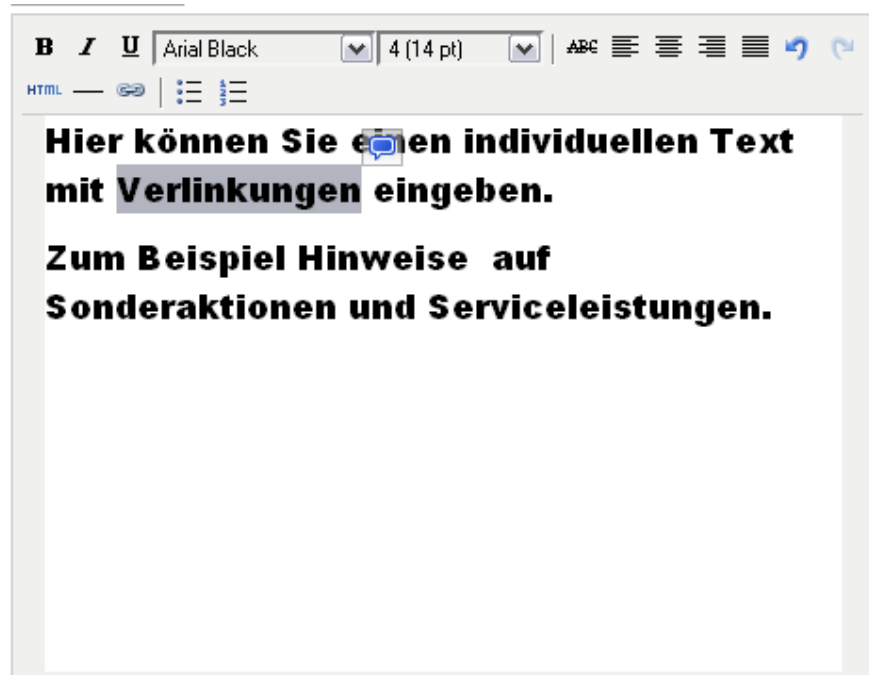 B I U Arial Black 4 (14 pt) ABC
HTML
Hier können Sie einen individuellen Text
mit Verlinkungen eingeben.
Zum Beispiel Hinweise auf
Sonderaktionen und Serviceleistungen.